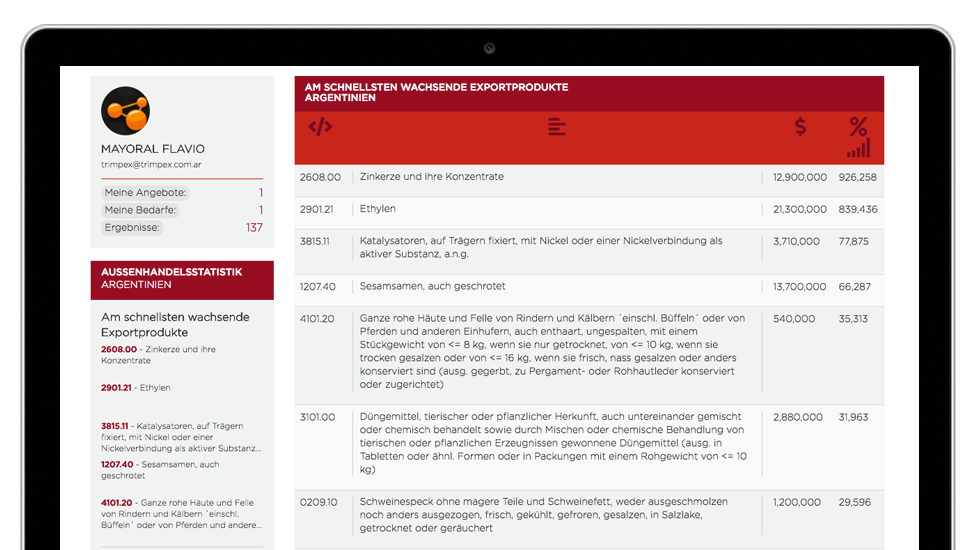 MAYORAL FLAVIO
trimpex@trimpex.com.ar
Meine Angebote: 1
Meine Bedarfe: 1
Ergebnisse: 137
AUSSENHANDELSSTATISTIK
ARGENTINIEN
Am schnellsten wachsende
Exportprodukte
2608.00 - Zinkerze und ihre
Konzentrate
2901.21 - Ethylen
3815.11 - Katalysatoren, auf Trägern
fixiert, mit Nickel oder einer
Nickelverbindung als aktiver Substanz...
1207.40 - Sesamsamen, auch
geschrotet
4101.20 - Ganze rohe Häute und Felle
von Rindern und Kälbern ´einschl.
Büffeln´ oder von Pferden und andere...
AM SCHNELLSTEN WACHSENDE EXPORTPRODUKTE
ARGENTINIEN
</> $ %
2608.00 Zinkerze und ihre Konzentrate 12,900,000 926,258
2901.21 Ethylen 21,300,000 839,436
3815.11 Katalysatoren, auf Trägern fixiert, mit Nickel oder einer Nickelverbindung als 3,710,000 77,875
aktiver Substanz, a.n.g.
1207.40 Sesamsamen, auch geschrotet 13,700,000 66,287
4101.20 Ganze rohe Häute und Felle von Rindern und Kälbern ´einschl. Büffeln´ oder von 540,000 35,313
Pferden und anderen Einhufern, auch enthaart, ungespalten, mit einem
Stückgewicht von <= 8 kg, wenn sie nur getrocknet, von <= 10 kg, wenn sie
trocken gesalzen oder von <= 16 kg, wenn sie frisch, nass gesalzen oder anders
konserviert sind (ausg. gegerbt, zu Pergament- oder Rohhautleder konserviert
oder zugerichtet)
3101.00 Düngemittel, tierischer oder pflanzlicher Herkunft, auch untereinander gemischt 2,880,000 31,963
oder chemisch behandelt sowie durch Mischen oder chemische Behandlung von
tierischen oder pflanzlichen Erzeugnissen gewonnene Düngemittel (ausg. in
Tabletten oder ähnl. Formen oder in Packungen mit einem Rohgewicht von <= 10
kg)
0209.10 Schweinespeck ohne magere Teile und Schweinefett, weder ausgeschmolzen 1,200,000 29,596
noch anders ausgezogen, frisch, gekühlt, gefroren, gesalzen, in Salzlake,
getrocknet oder geräuchert